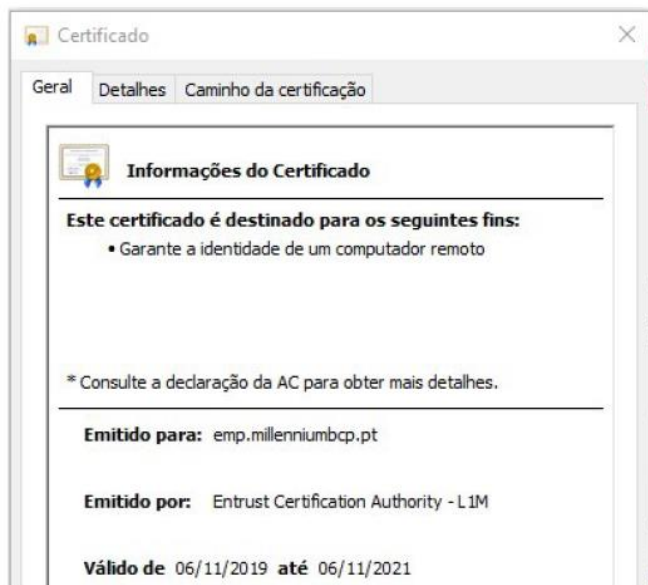 Certificado
Geral Detalhes Caminho da certificação
Informações do Certificado
Este certificado é destinado para os seguintes fins:
• Garante a identidade de um computador remoto
* Consulte a declaração da AC para obter mais detalhes.
Emitido para: emp.millenniumbcp.pt
Emitido por: Entrust Certification Authority - L1M
Válido de 06/11/2019 até 06/11/2021